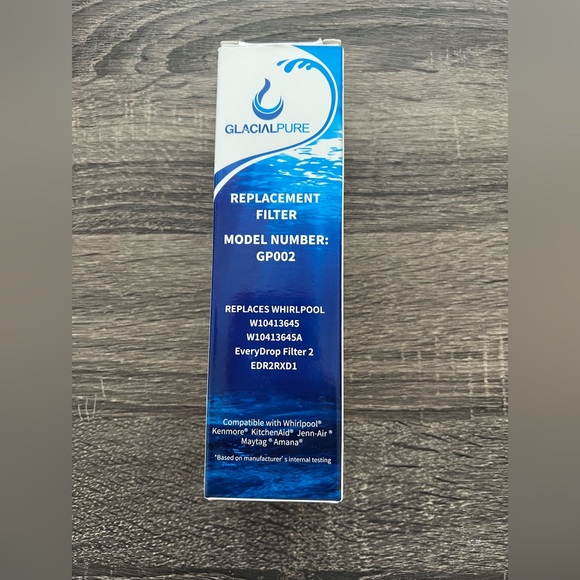 GLACIALPURE
REPLACEMENT
FILTER
MODEL NUMBER:
GP002
REPLACES WHIRLPOOL
W10413645
W10413645A
EveryDrop Filter 2
EDR2RXD1
Compatible with Whirlpool®
Kenmore® KitchenAid® Jenn-Air ®
Maytag ® Amana®
*Based on manufacturer' s internal testing